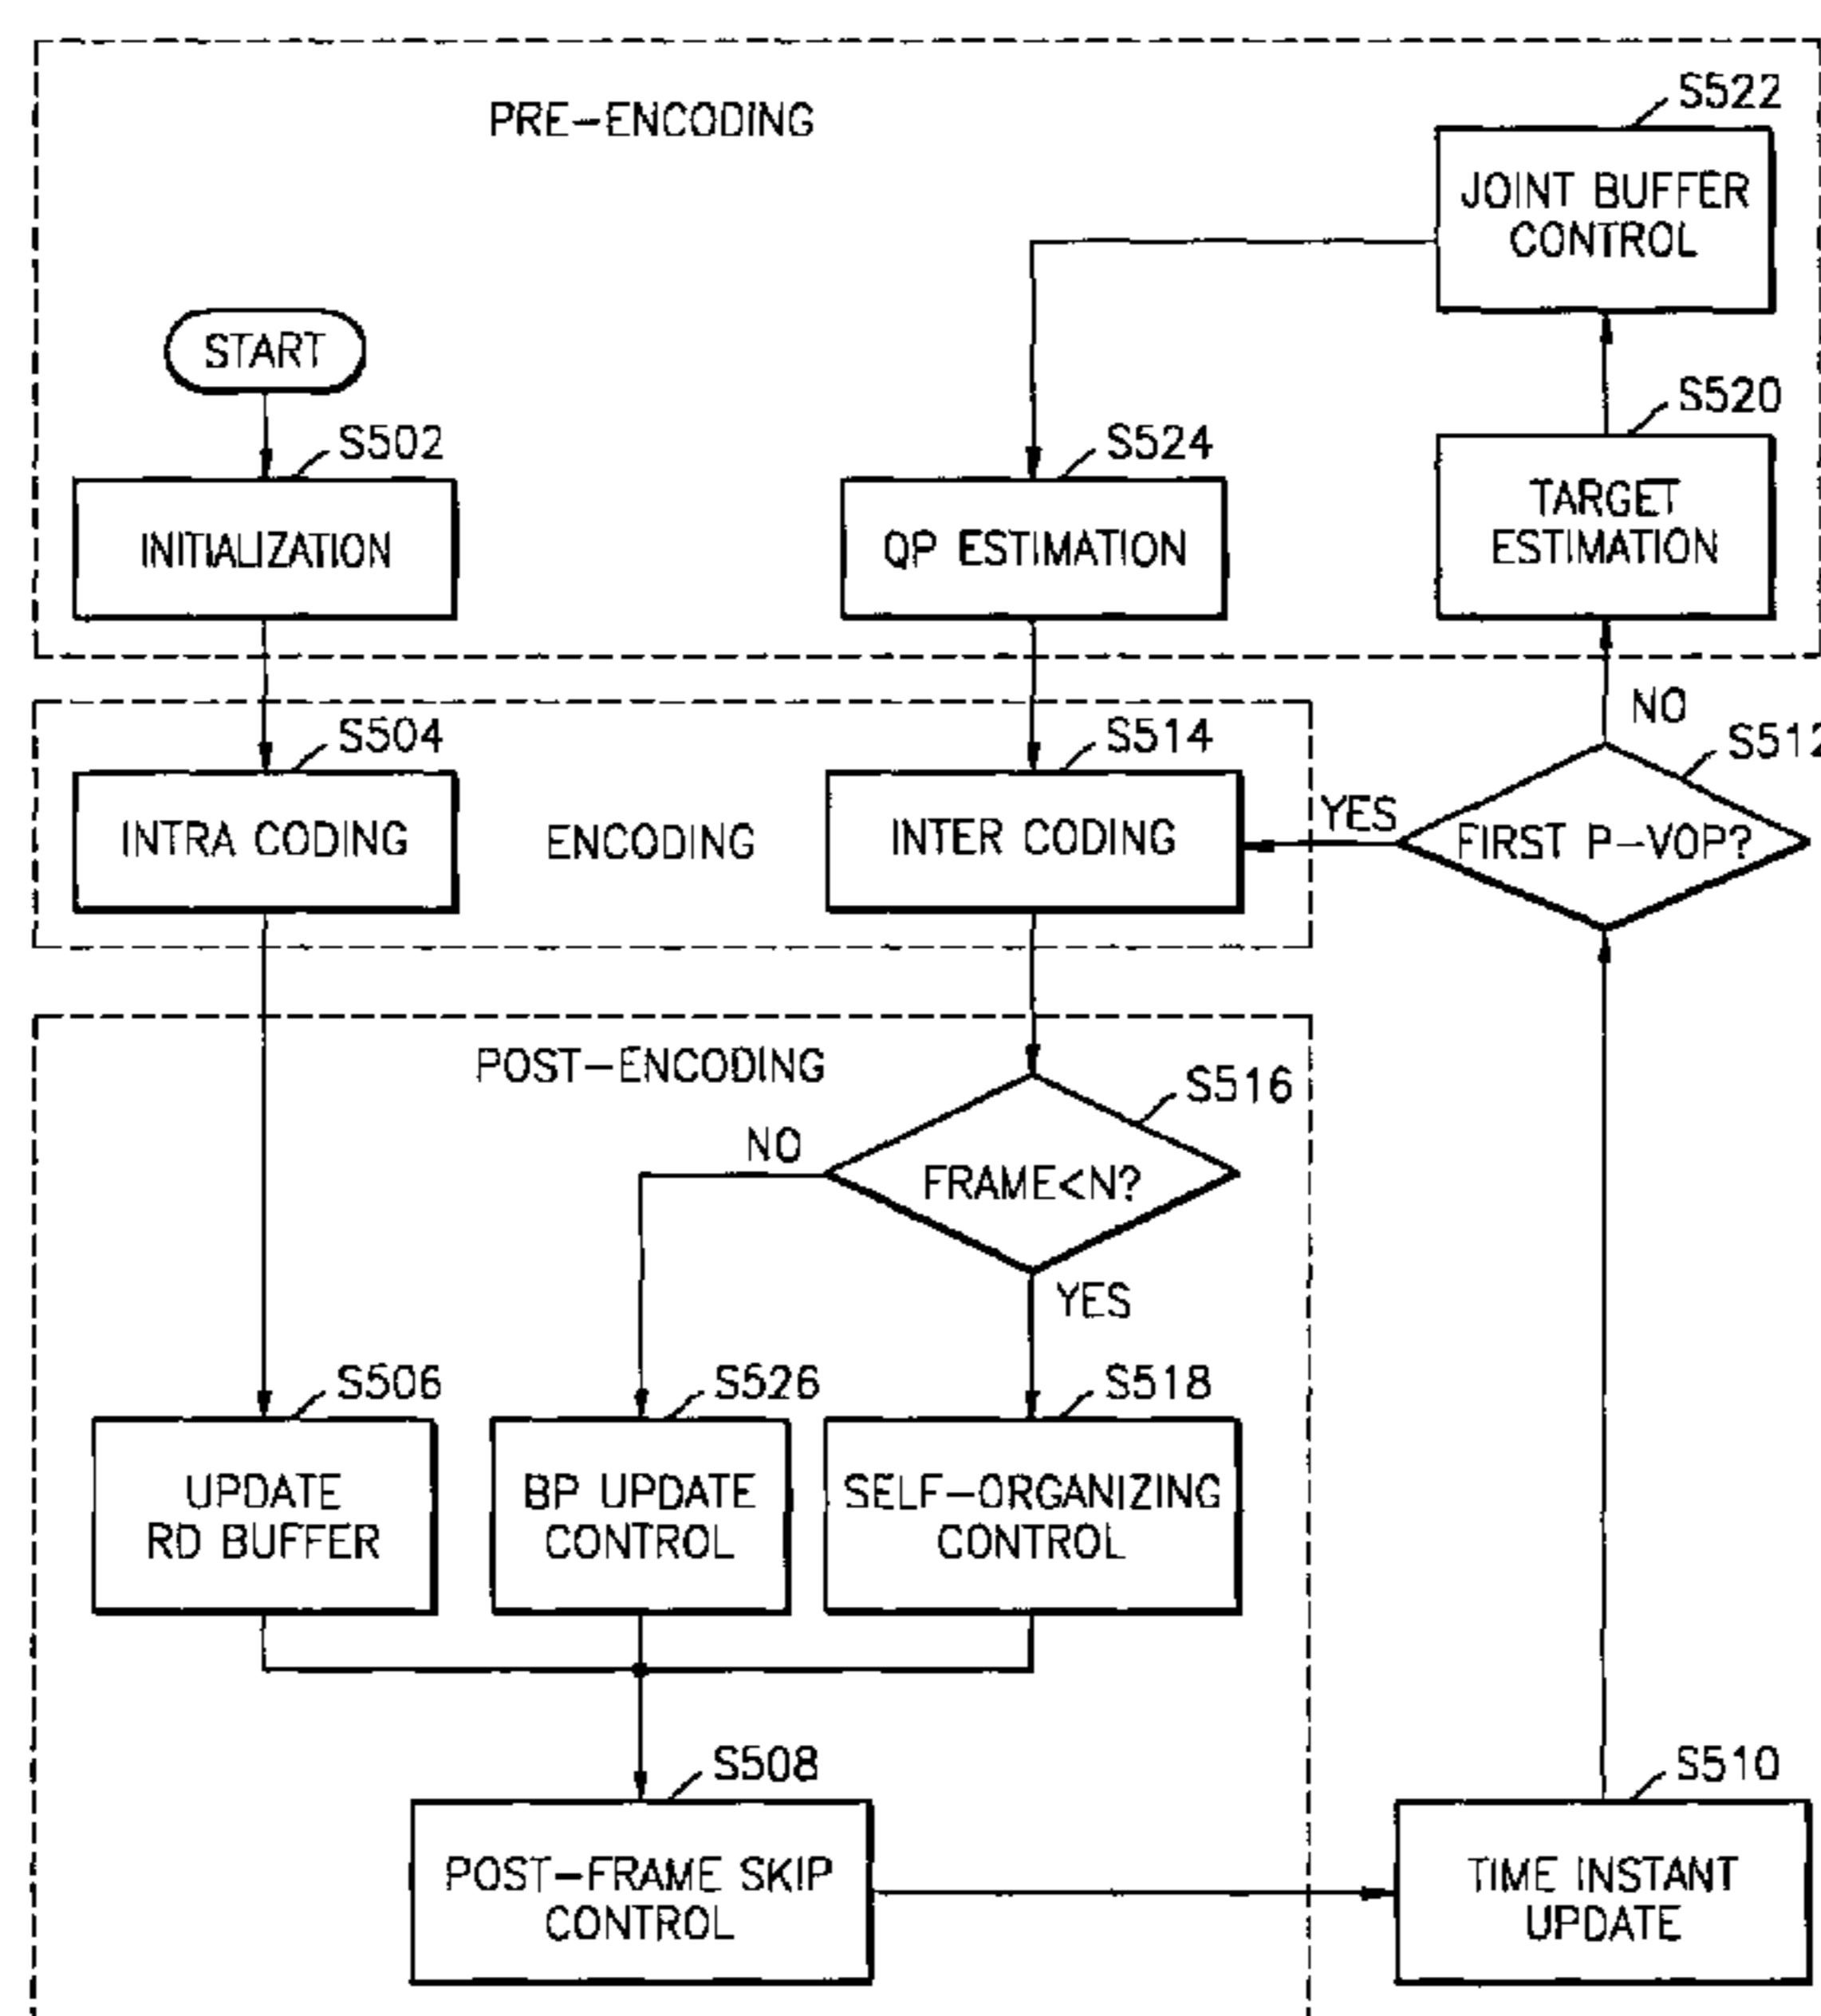 PRE-ENCODING
S522
JOINT BUFFER
CONTROL
START
S502
INITIALIZATION
S524
QP ESTIMATION
S520
TARGET
ESTIMATION
NO
S504
INTRA CODING
ENCODING
S514
INTER CODING
YES
S512
FIRST P-VOP?
POST-ENCODING
S516
FRAME<N?
NO
YES
S506
UPDATE
RD BUFFER
S526
BP UPDATE
CONTROL
S518
SELF-ORGANIZING
CONTROL
S508
POST-FRAME SKIP
CONTROL
S510
TIME INSTANT
UPDATE